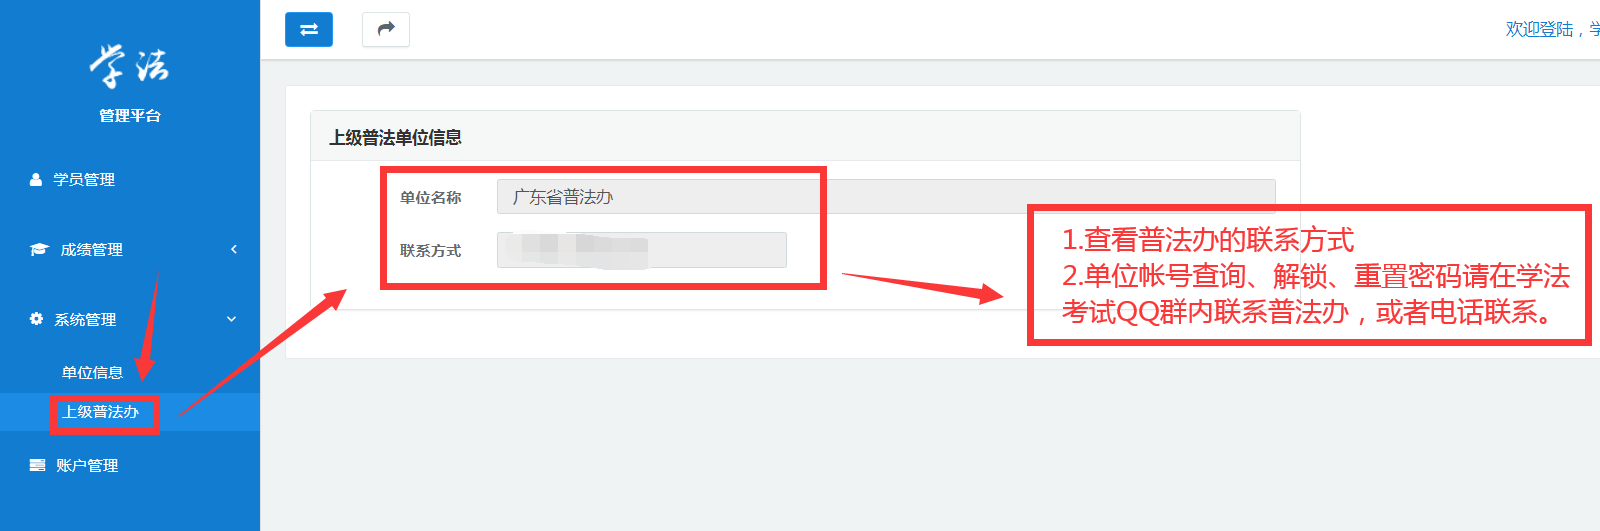 学法
管理平台
学员管理
成绩管理
系统管理
单位信息
上级普法办
账户管理
欢迎登陆，学
上级普法单位信息
单位名称
广东省普法办
联系方式
1.查看普法办的联系方式
2.单位帐号查询、解锁、重置密码请在学法
考试QQ群内联系普法办，或者电话联系。